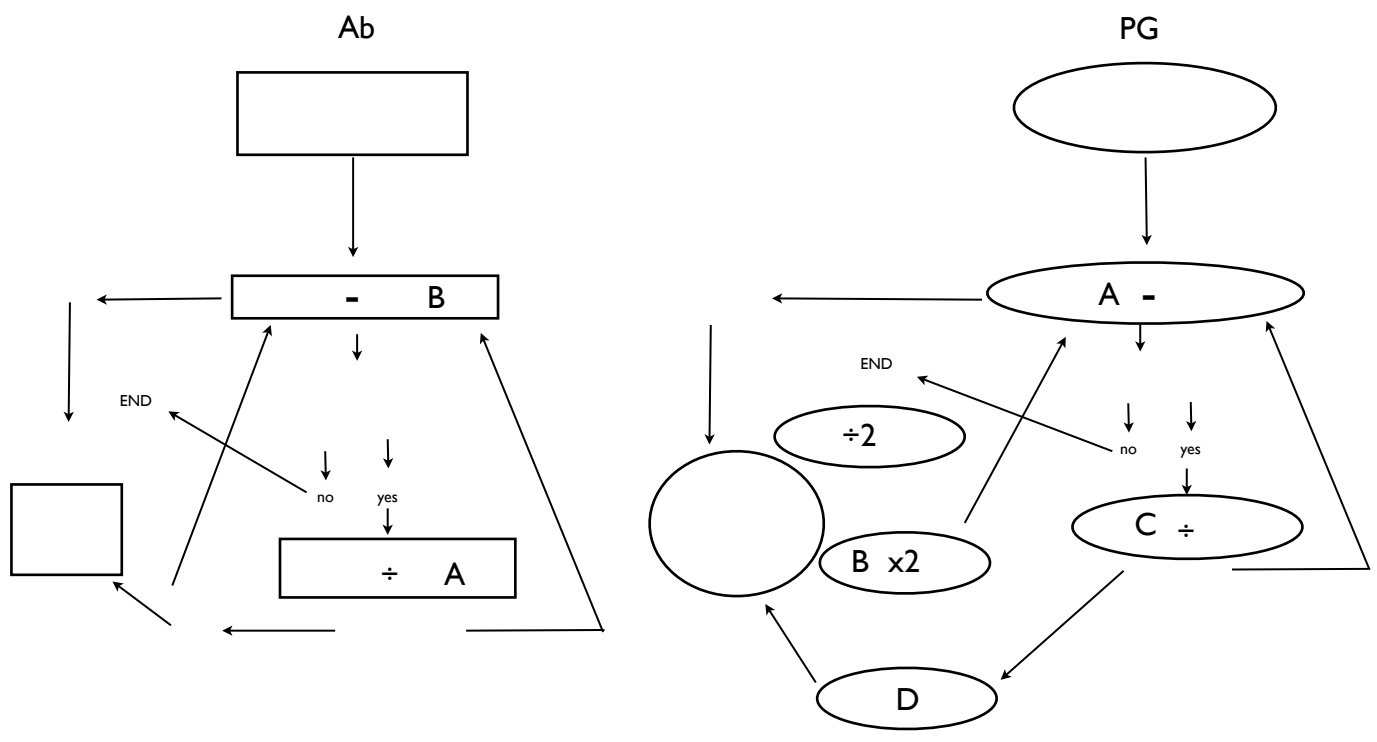 Ab
PG
- B
A -
END
no
yes
÷ A
END
÷2
no
yes
B x2
C ÷
D